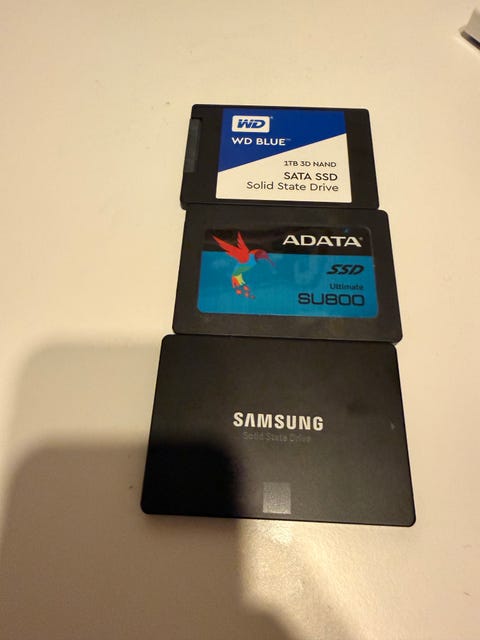 WD
WD BLUE™
1TB 3D NAND
SATA SSD
Solid State Drive
ADATA®
SSD
Ultimate
SU800
SAMSUNG
Solid State Drive